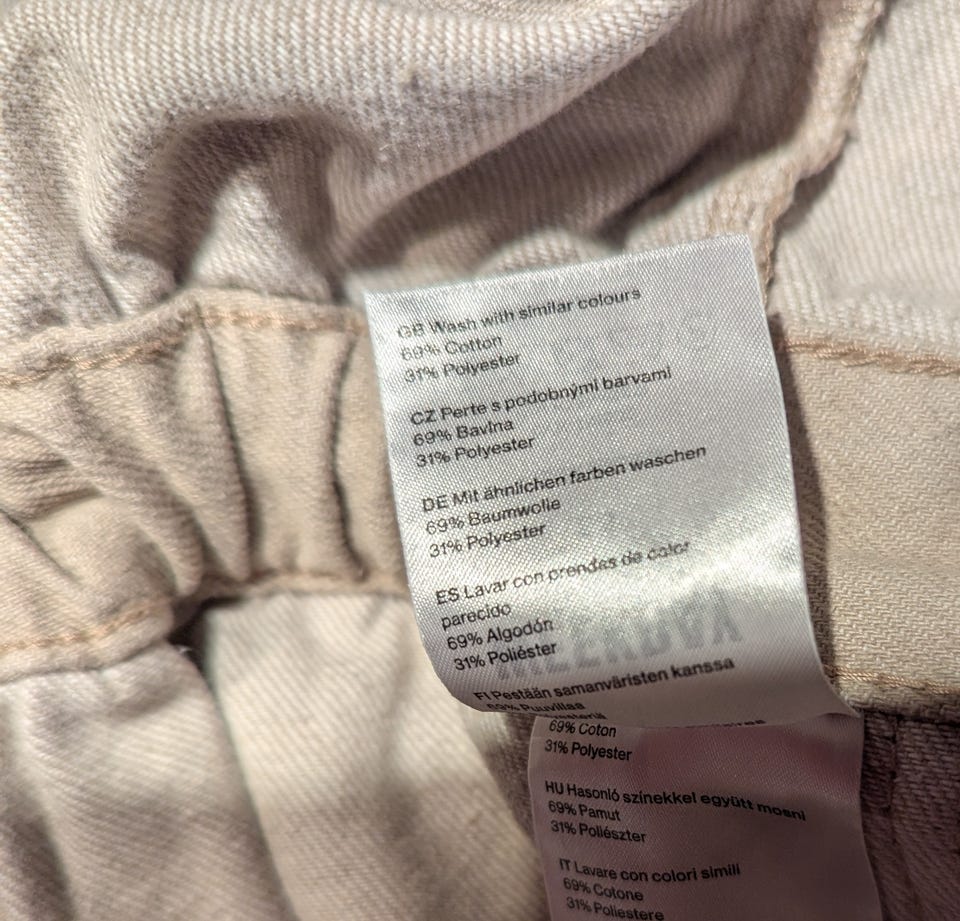 GB Wash with similar colours
69% Cotton
31% Polyester
CZ Perte s podobnými barvami
69% Bavlna
31% Polyester
DE Mit ähnlichen farben waschen
69% Baumwolle
31% Polyester
ES Lavar con prendas de color
parecido
69% Algodón
31% Poliéster
FI Pestään samanväristen kanssa
69% Puuvillaa
69% Coton
31% Polyester
HU Hasonló színekkel együtt mosni
69% Pamut
31% Poliészter
IT Lavare con colori simili
69% Cotone
31% Poliestere